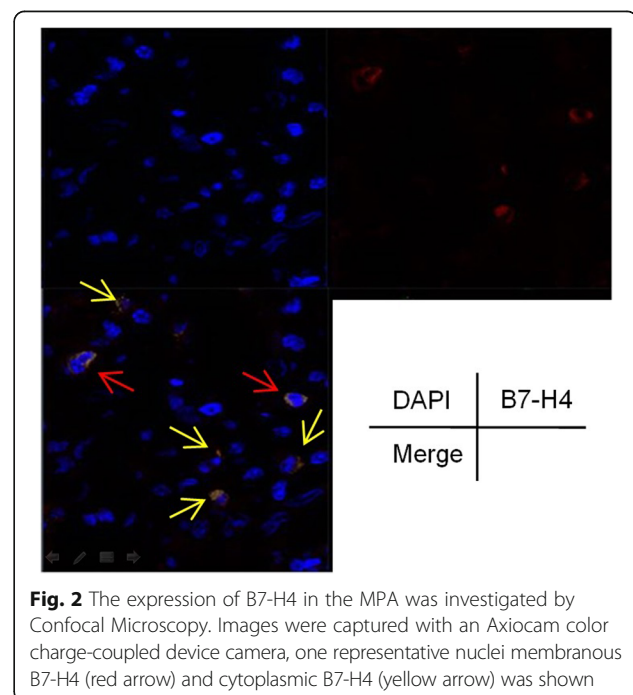 DAPI B7-H4
Merge
Fig. 2 The expression of B7-H4 in the MPA was investigated by
Confocal Microscopy. Images were captured with an Axiocam color
charge-coupled device camera, one representative nuclei membranous
B7-H4 (red arrow) and cytoplasmic B7-H4 (yellow arrow) was shown